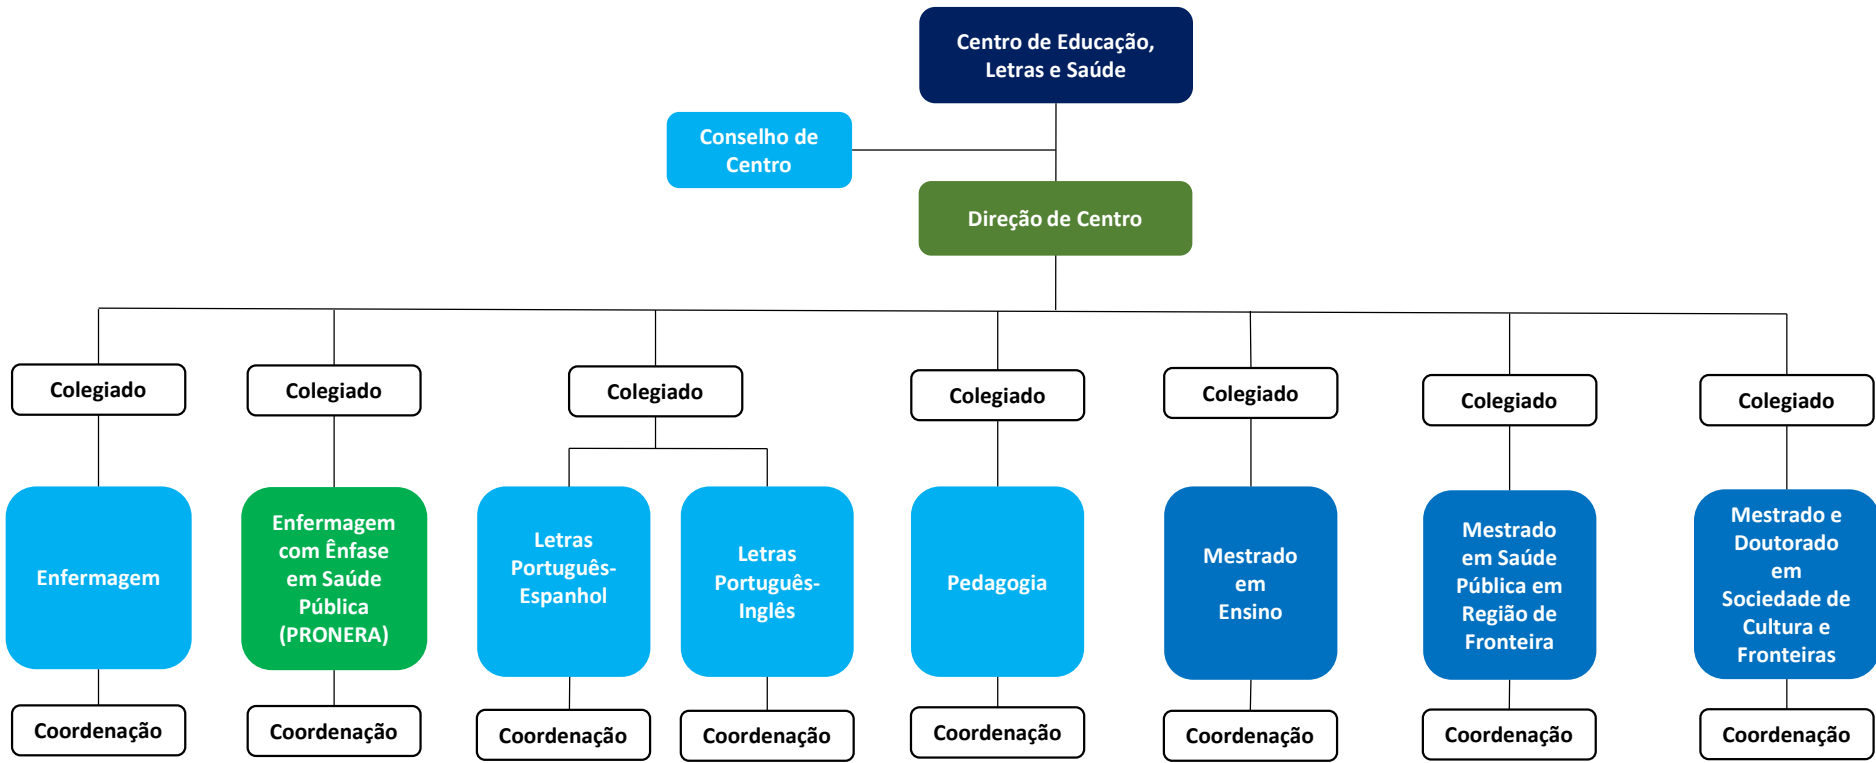 Centro de Educação,
Letras e Saúde
Conselho de
Centro
Direção de Centro
Colegiado
Colegiado
Colegiado
Colegiado
Colegiado
Colegiado
Colegiado
Enfermagem
Enfermagem
com Ênfase
em Saúde
Pública
(PRONERA)
Letras
Português-
Espanhol
Letras
Português-
Inglês
Pedagogia
Mestrado
em
Ensino
Mestrado
em Saúde
Pública em
Região de
Fronteira
Mestrado e
Doutorado
em
Sociedade de
Cultura e
Fronteiras
Coordenação
Coordenação
Coordenação
Coordenação
Coordenação
Coordenação
Coordenação
Coordenação